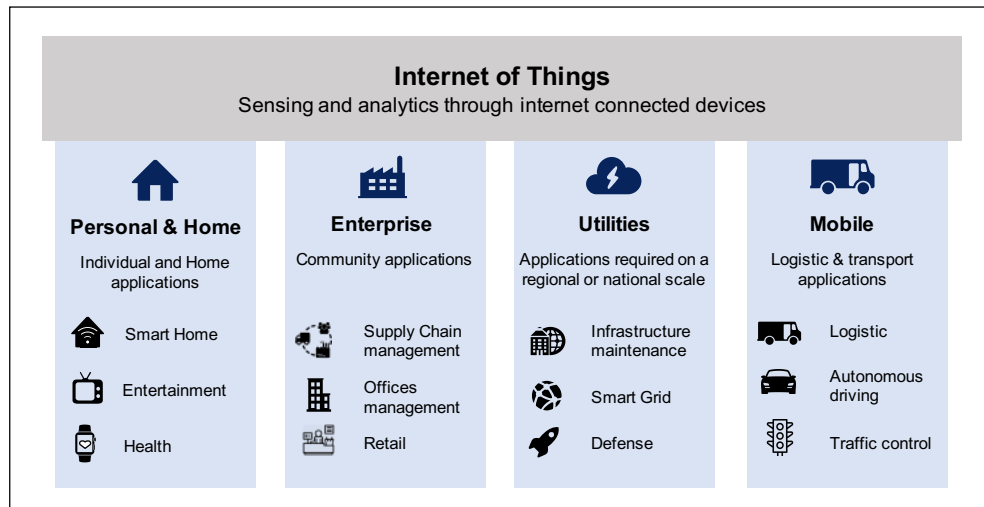 Internet of Things
Sensing and analytics through internet connected devices
Personal & Home
Individual and Home
applications
Smart Home
Entertainment
Health
Enterprise
Community applications
Supply Chain
management
Offices
management
Retail
Utilities
Applications required on a
regional or national scale
Infrastructure
maintenance
Smart Grid
Defense
Mobile
Logistic & transport
applications
Logistic
Autonomous
driving
Traffic control